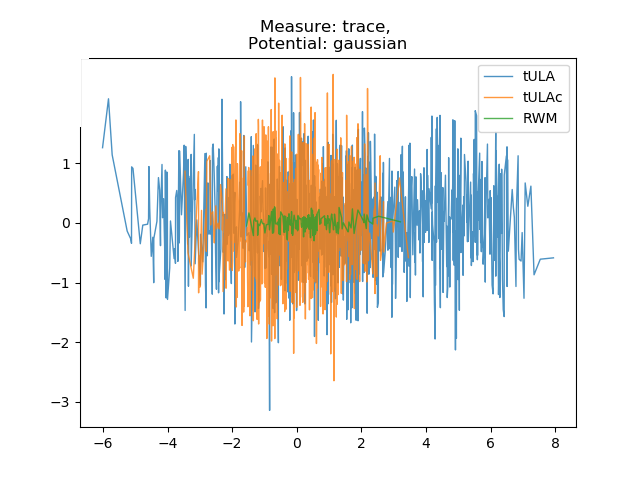 Measure: trace,
Potential: gaussian
tULA
tULAc
RWM
1
0
−1
−2
−3
−6
−4
−2
0
2
4
6
8